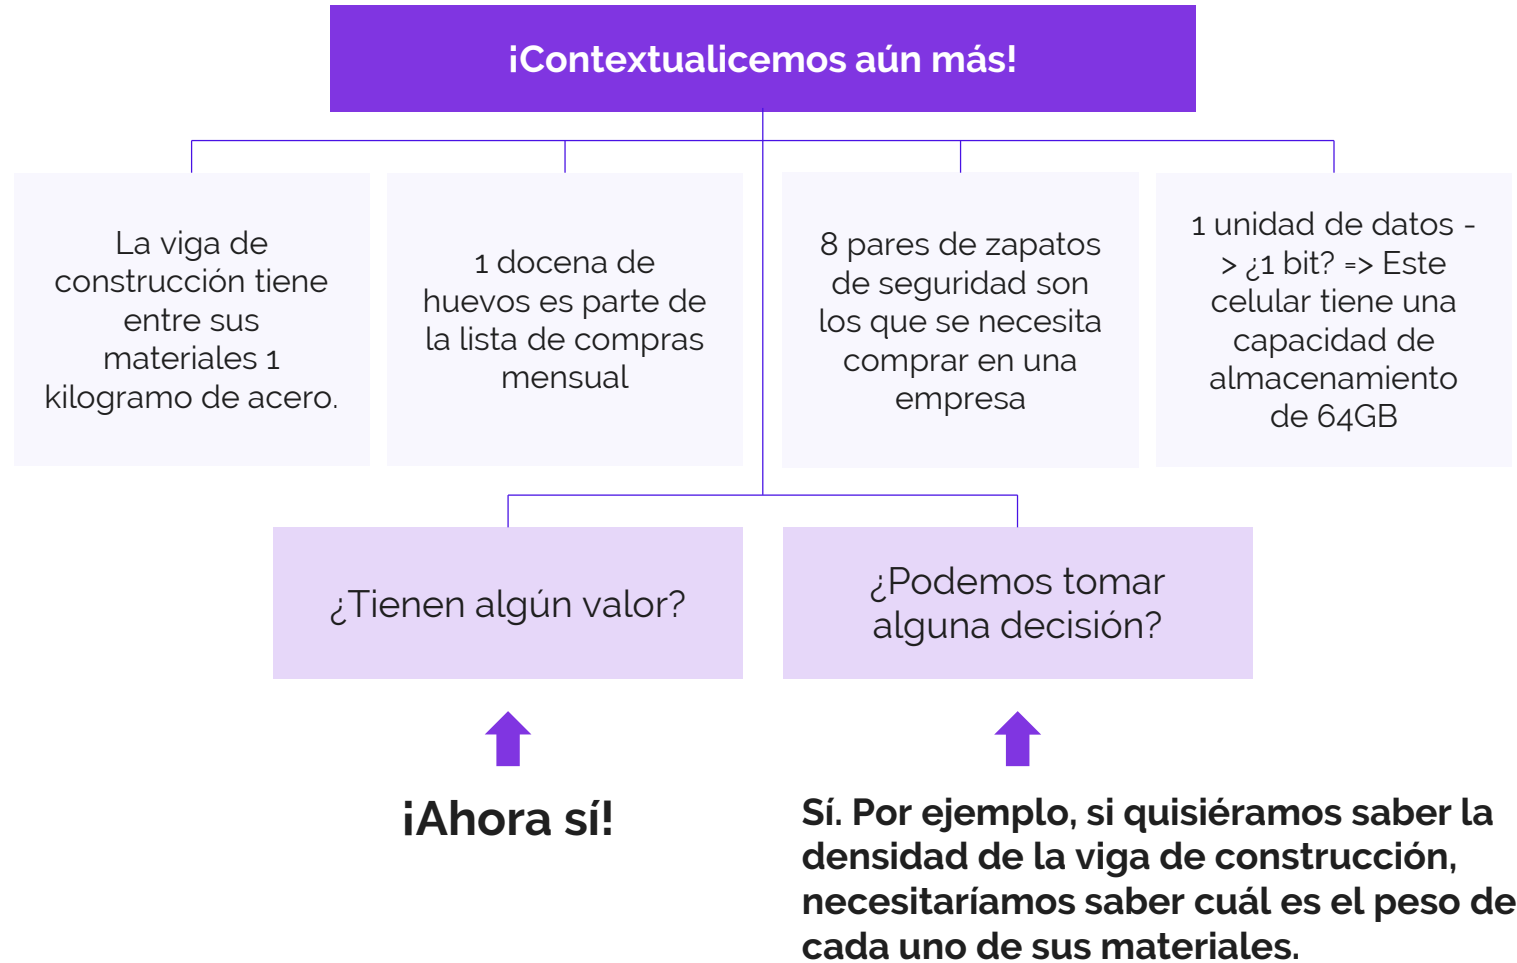 ¡Contextualicemos aún más!
La viga de
construcción tiene
entre sus
materiales 1
kilogramo de acero.
1 docena de
huevos es parte de
la lista de compras
mensual
8 pares de zapatos
de seguridad son
los que se necesita
comprar en una
empresa
1 unidad de datos -
> ¿1 bit? => Este
celular tiene una
capacidad de
almacenamiento
de 64GB
¿Tienen algún valor?
¿Podemos tomar
alguna decisión?
¡Ahora sí!
Sí. Por ejemplo, si quisiéramos saber la
densidad de la viga de construcción,
necesitaríamos saber cuál es el peso de
cada uno de sus materiales.